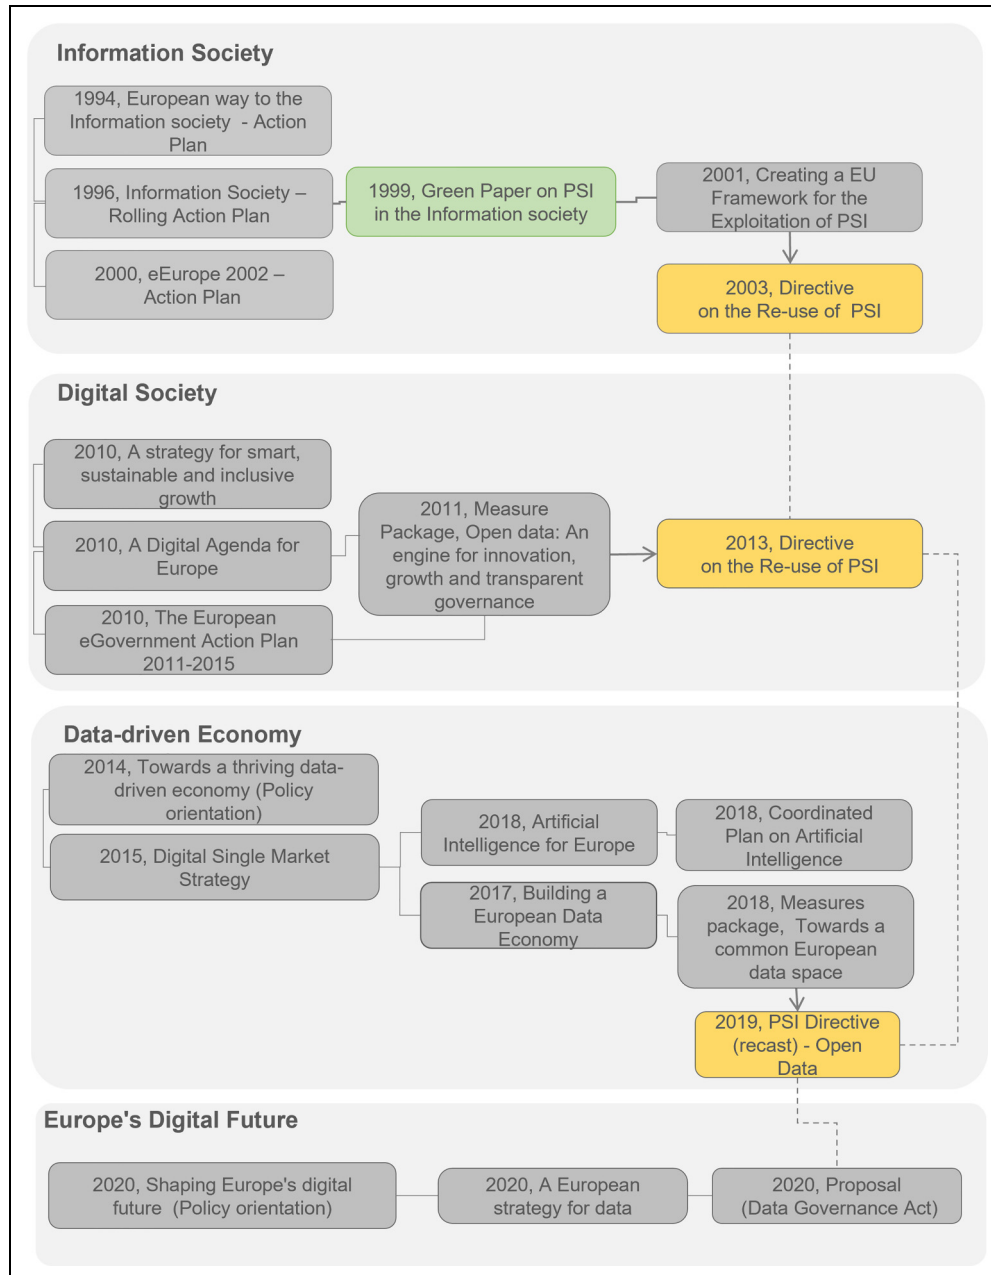 Information Society
1994, European way to the
Information society - Action
Plan
1996, Information Society –
Rolling Action Plan
2000, eEurope 2002 –
Action Plan
1999, Green Paper on PSI
in the Information society
2001, Creating a EU
Framework for the
Exploitation of PSI
2003, Directive
on the Re-use of PSI
Digital Society
2010, A strategy for smart,
sustainable and inclusive
growth
2010, A Digital Agenda for
Europe
2010, The European
eGovernment Action Plan
2011-2015
2011, Measure
Package, Open data: An
engine for innovation,
growth and transparent
governance
2013, Directive
on the Re-use of PSI
Data-driven Economy
2014, Towards a thriving data-
driven economy (Policy
orientation)
2015, Digital Single Market
Strategy
2018, Artificial
Intelligence for Europe
2018, Coordinated
Plan on Artificial
Intelligence
2017, Building a
European Data
Economy
2018, Measures
package, Towards a
common European
data space
2019, PSI Directive
(recast) - Open
Data
Europe's Digital Future
2020, Shaping Europe's digital
future (Policy orientation)
2020, A European
strategy for data
2020, Proposal
(Data Governance Act)